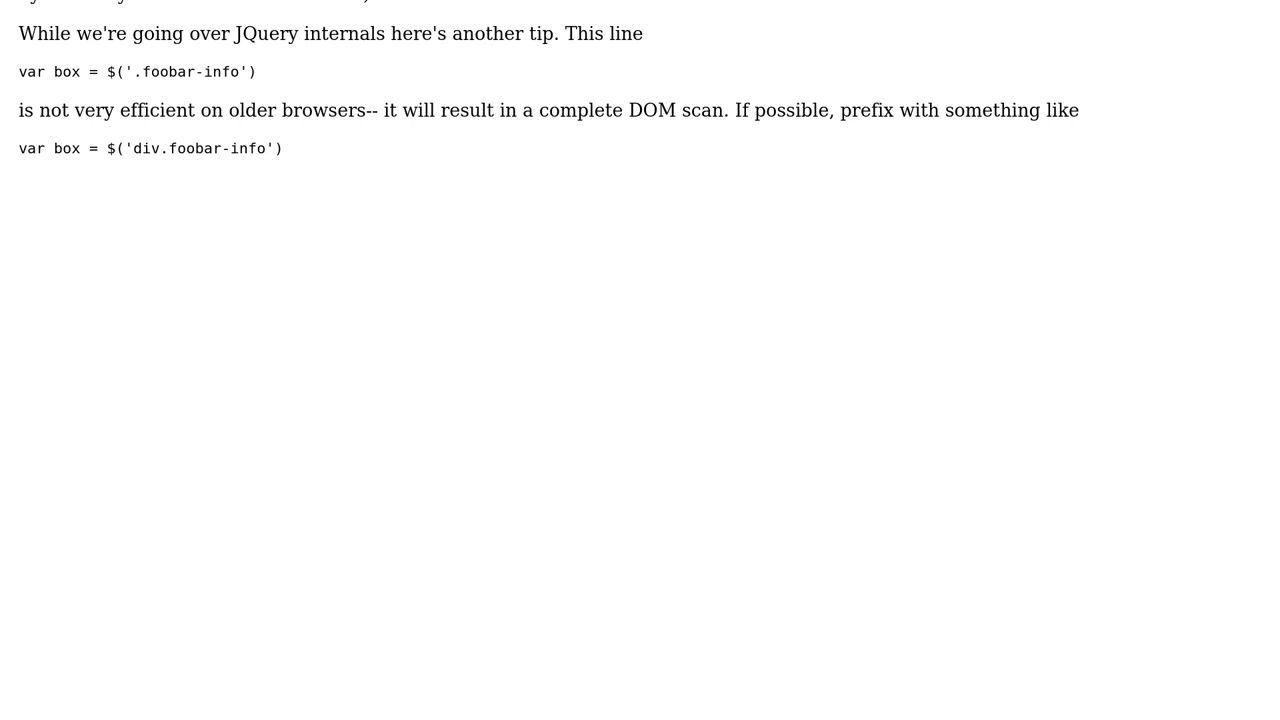 While we're going over JQuery internals here's another tip. This line
var box = $('.foobar-info')
is not very efficient on older browsers-- it will result in a complete DOM scan. If possible, prefix with something like
var box = $('div.foobar-info')